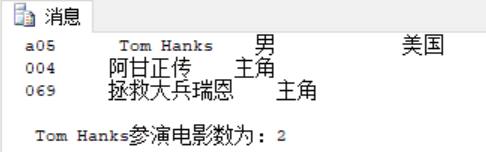 消息
a05 Tom Hanks 男 美国
004 阿甘正传 主角
069 拯救大兵瑞恩 主角
Tom Hanks参演电影数为：2